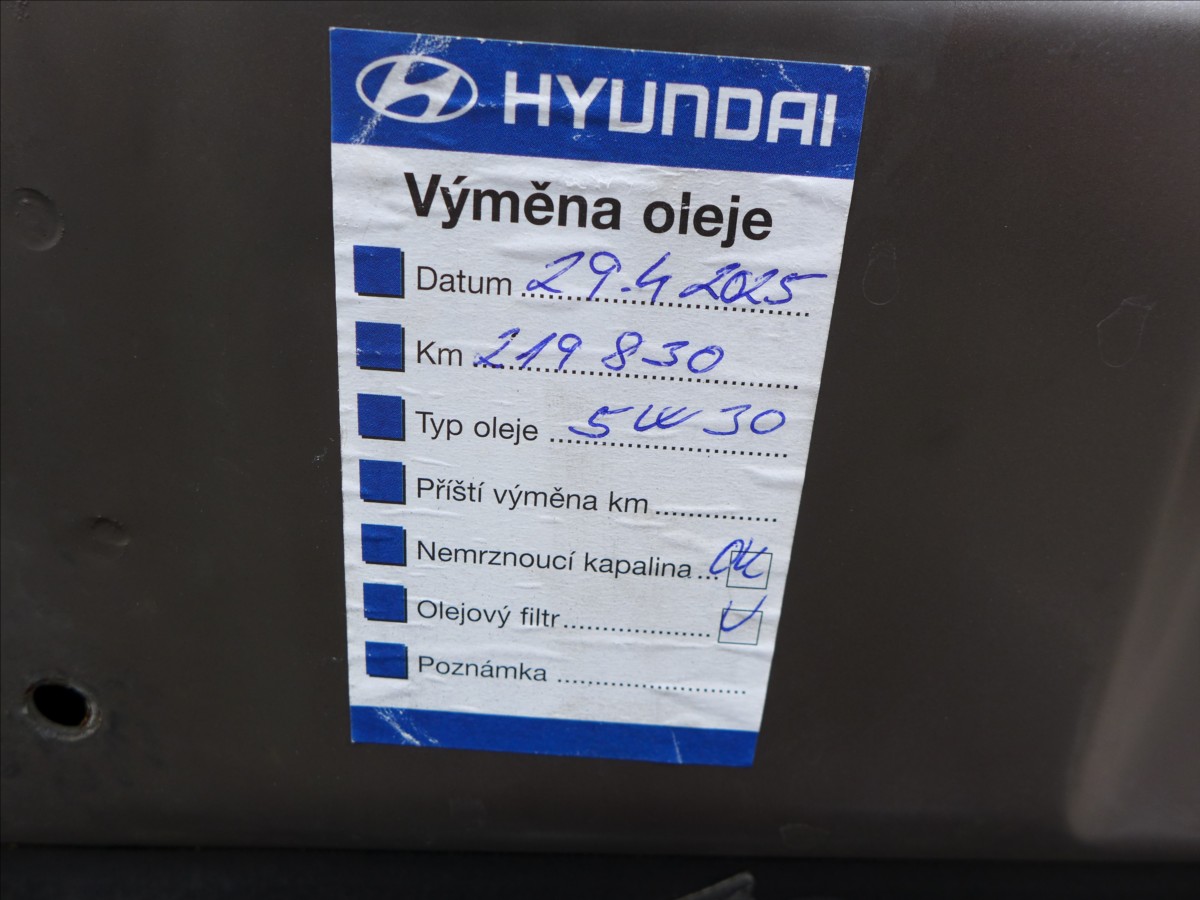 HYUNDAI
Výměna oleje
Datum 29.4 2025
Km 219 830
Typ oleje 5W30
Příští výměna km
Nemrznoucí kapalina... OK
Olejový filtr V
Poznámka